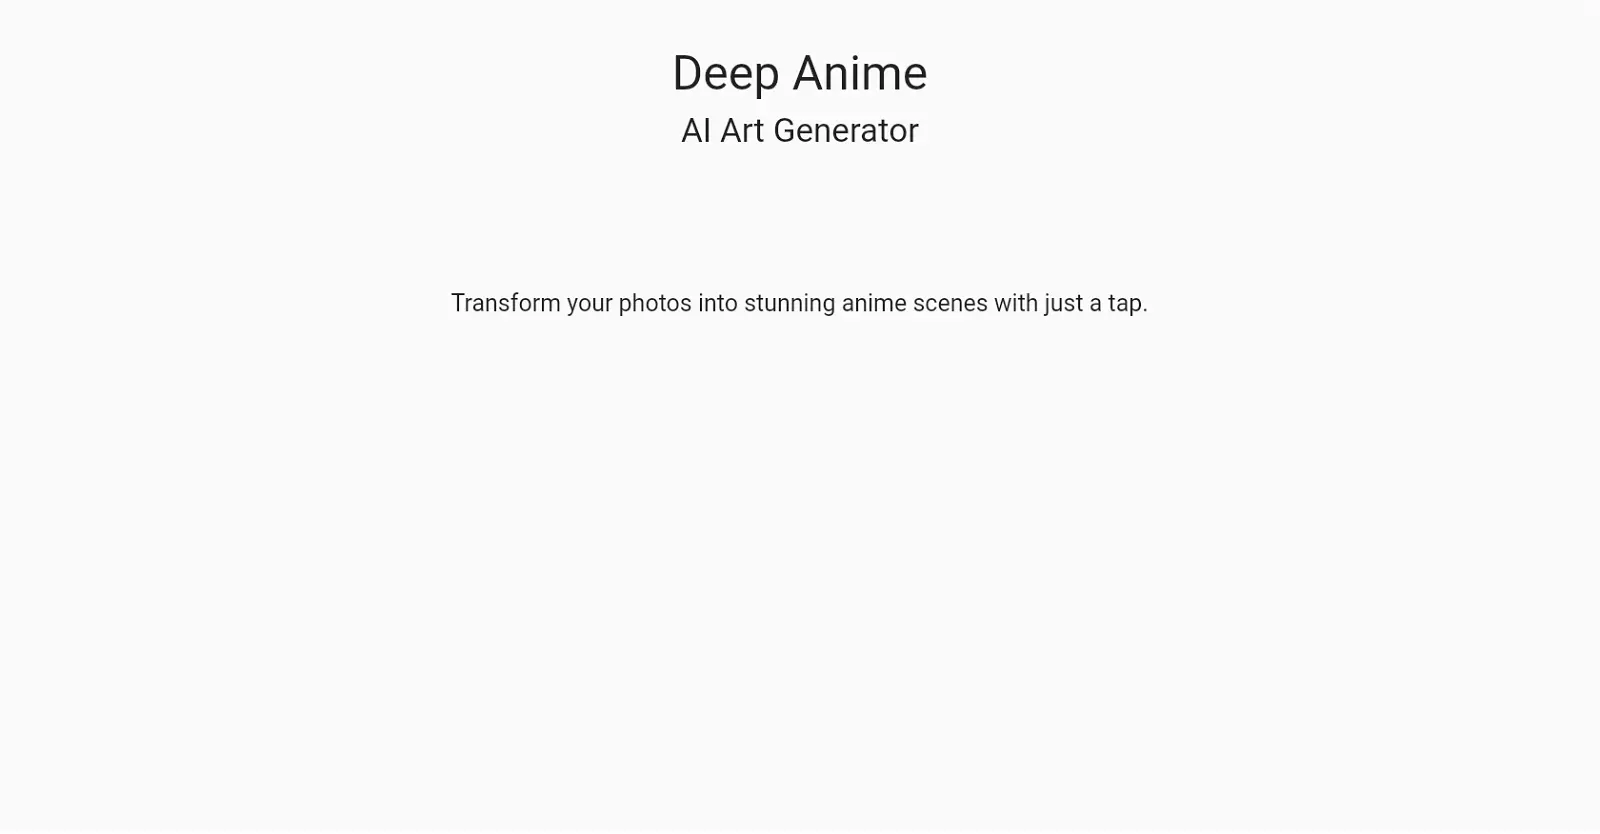 Deep Anime
AI Art Generator
Transform your photos into stunning anime scenes with just a tap.